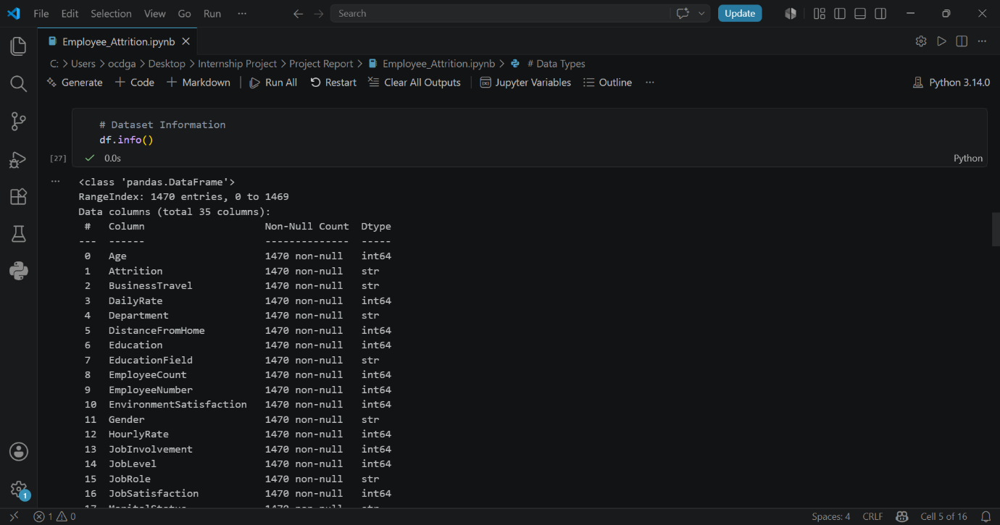 File Edit Selection View Go Run ··· Search Update
Employee_Attrition.ipynb
C: > Users > ocdga > Desktop > Internship Project > Project Report > Employee_Attrition.ipynb > # Data Types
Generate + Code + Markdown Run All Restart Clear All Outputs Jupyter Variables Outline ··· Python 3.14.0
# Dataset Information
df.info()
[27] 0.0s Python
<class 'pandas.DataFrame'>
RangeIndex: 1470 entries, 0 to 1469
Data columns (total 35 columns):
# Column Non-Null Count Dtype
--- ------ -------------- -----
0 Age 1470 non-null int64
1 Attrition 1470 non-null str
2 BusinessTravel 1470 non-null str
3 DailyRate 1470 non-null int64
4 Department 1470 non-null str
5 DistanceFromHome 1470 non-null int64
6 Education 1470 non-null int64
7 EducationField 1470 non-null str
8 EmployeeCount 1470 non-null int64
9 EmployeeNumber 1470 non-null int64
10 EnvironmentSatisfaction 1470 non-null int64
11 Gender 1470 non-null str
12 HourlyRate 1470 non-null int64
13 JobInvolvement 1470 non-null int64
14 JobLevel 1470 non-null int64
15 JobRole 1470 non-null str
16 JobSatisfaction 1470 non-null int64
1
1 0 Spaces: 4 CRLF Cell 5 of 16